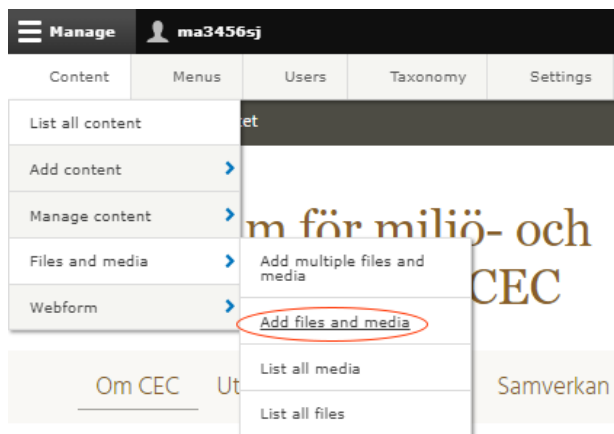 Manage ma3456sj
Content Menus Users Taxonomy Settings
List all content
et
Add content
Manage content
m för miljö- och
Files and media
Add multiple files and
media
CEC
Webform
Add files and media
List all media
Om CEC Ut Samverkan
List all files